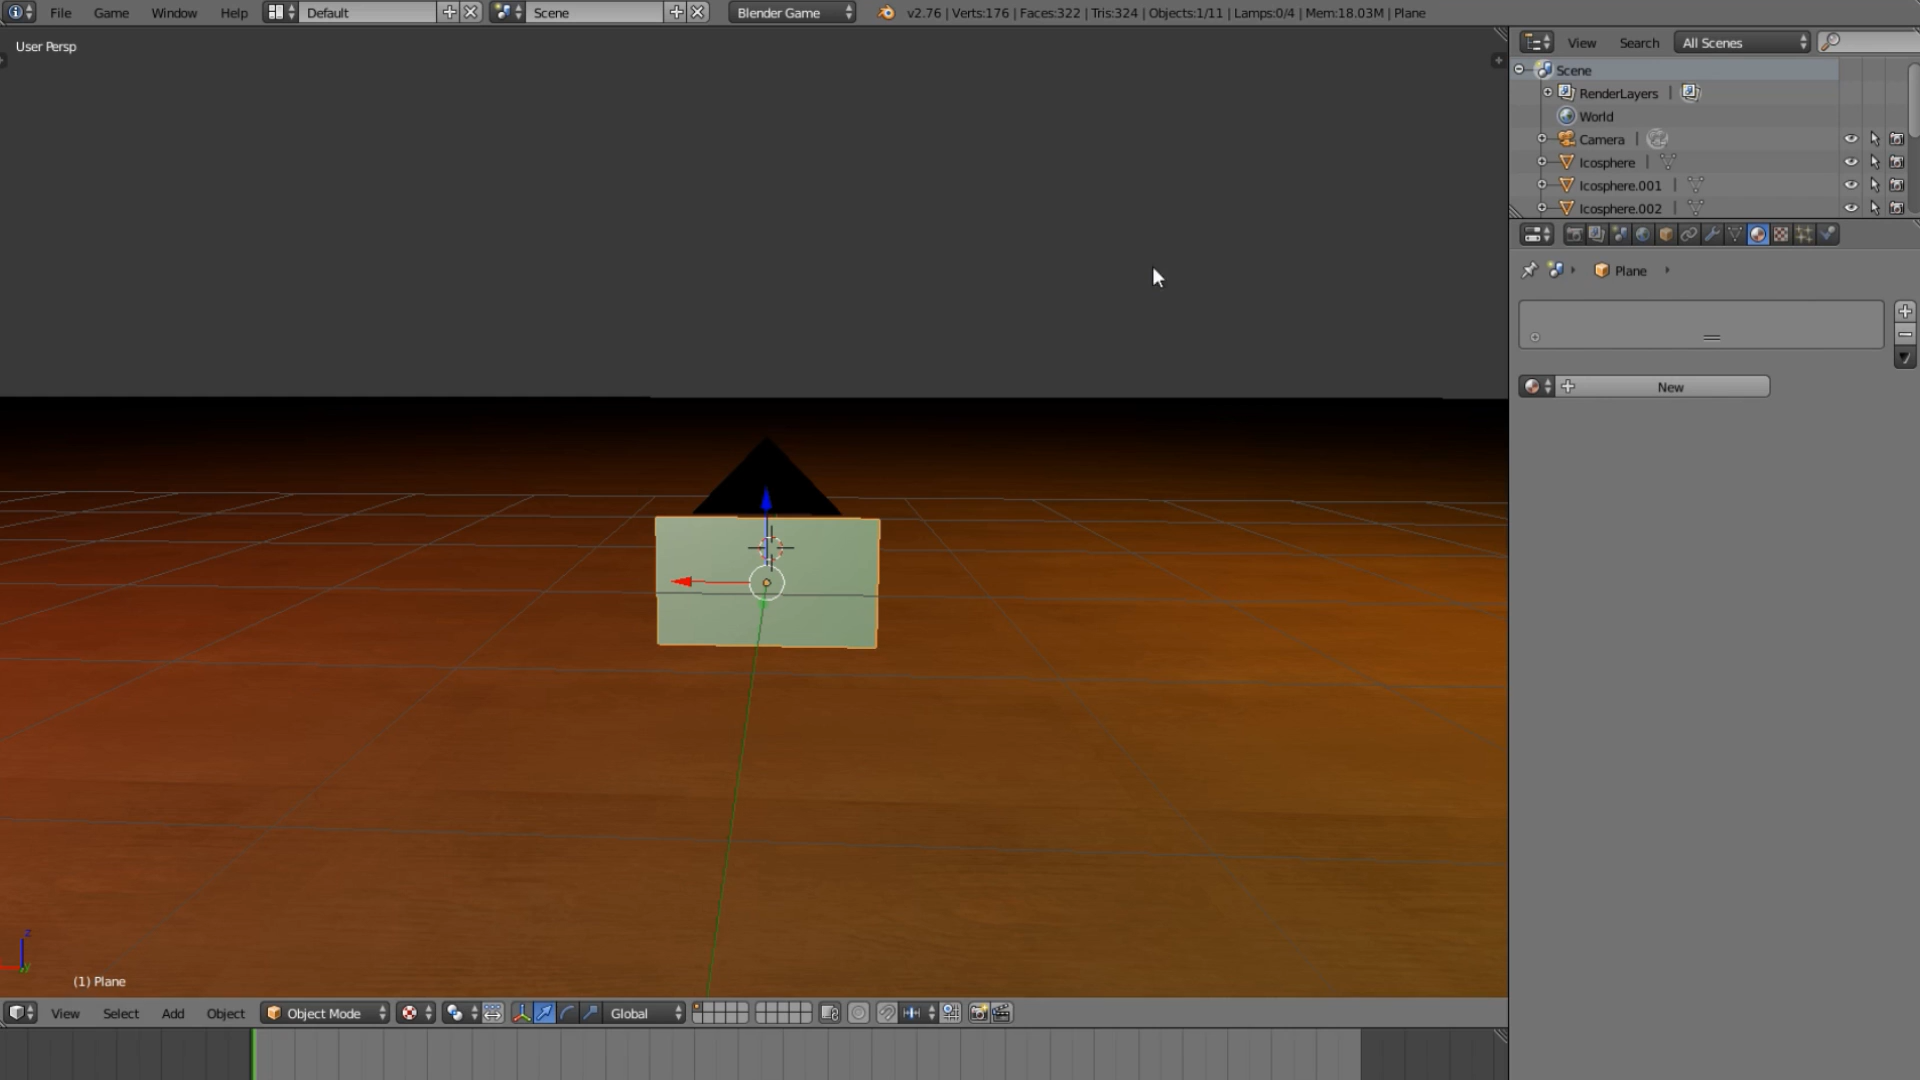 File Game Window Help Default Scene Blender Game v2.76 | Verts:176 | Faces:322 | Tris:324 | Objects:1/11 | Lamps:0/4 | Mem:18.03M | Plane
User Persp
View Search All Scenes
Scene
RenderLayers
World
Camera
Icosphere
Icosphere.001
Icosphere.002
Plane
New
z
y
(1) Plane
View Select Add Object Object Mode Global